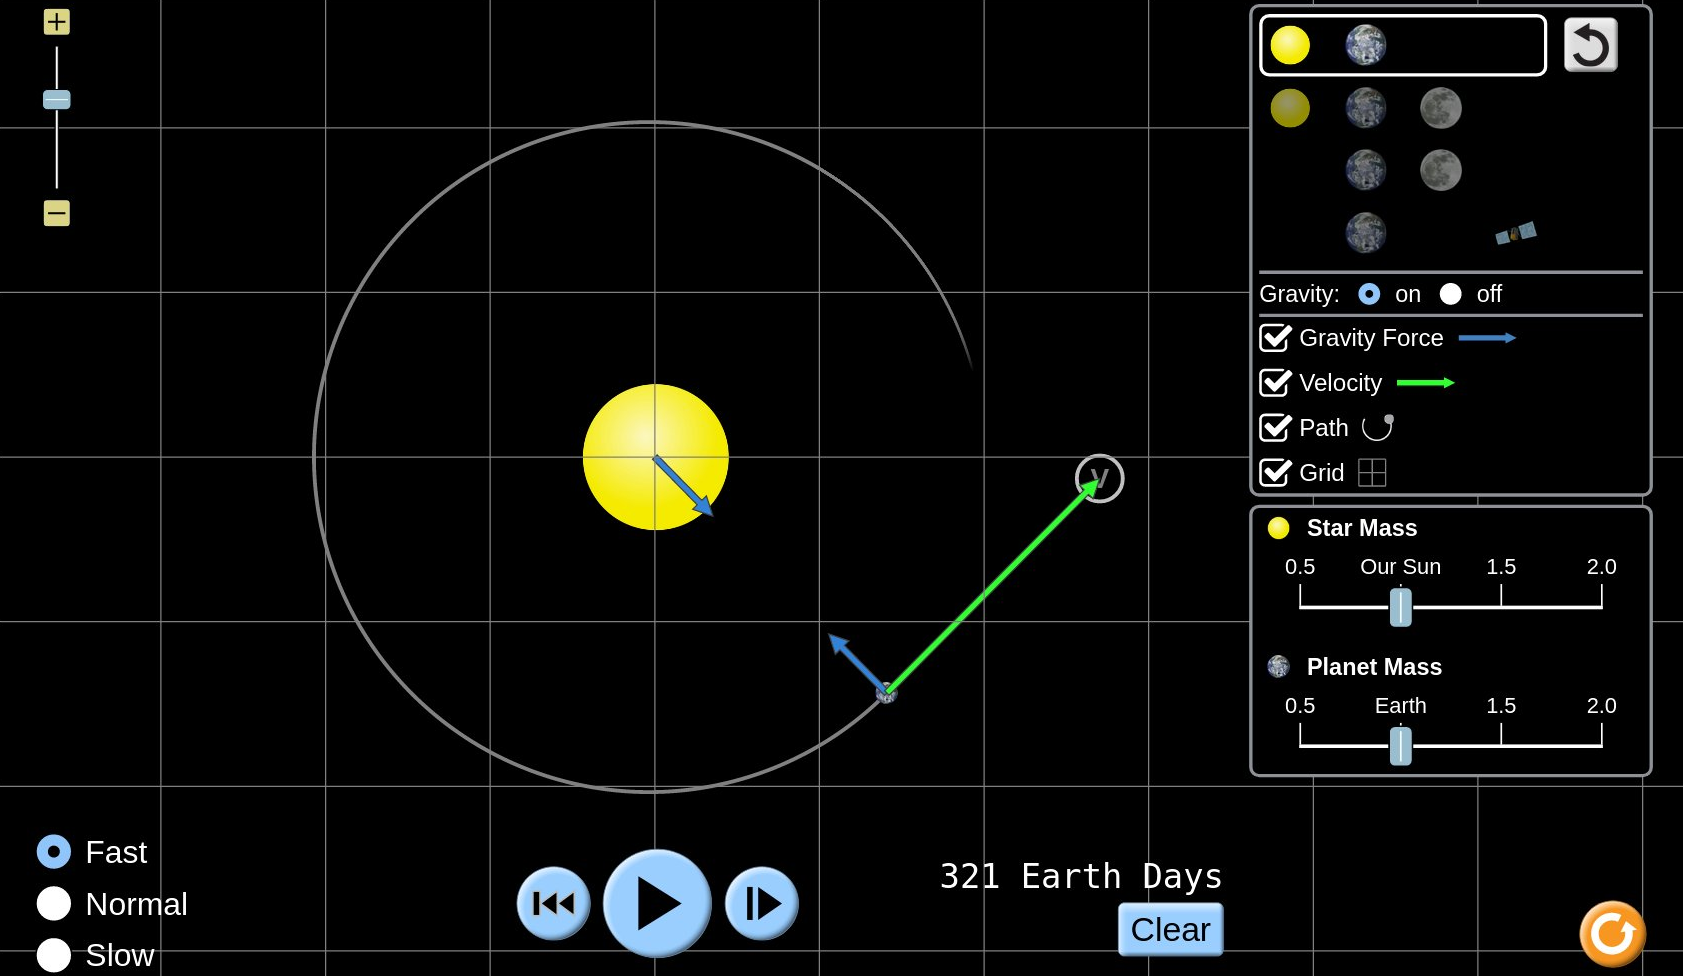 +
−
Gravity: on off
Gravity Force
Velocity
Path
Grid
V
Star Mass
0.5 Our Sun 1.5 2.0
Planet Mass
0.5 Earth 1.5 2.0
Fast
Normal
Slow
321 Earth Days
Clear